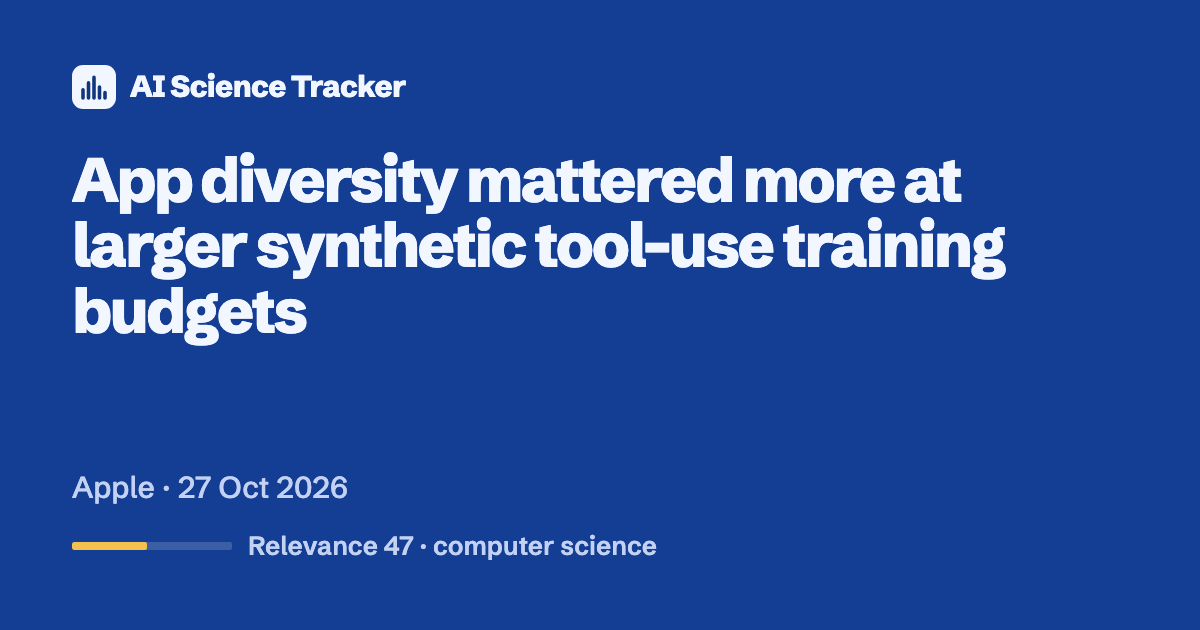 AI Science Tracker
App diversity mattered more at
larger synthetic tool-use training
budgets
Apple · 27 Oct 2026
Relevance 47 · computer science